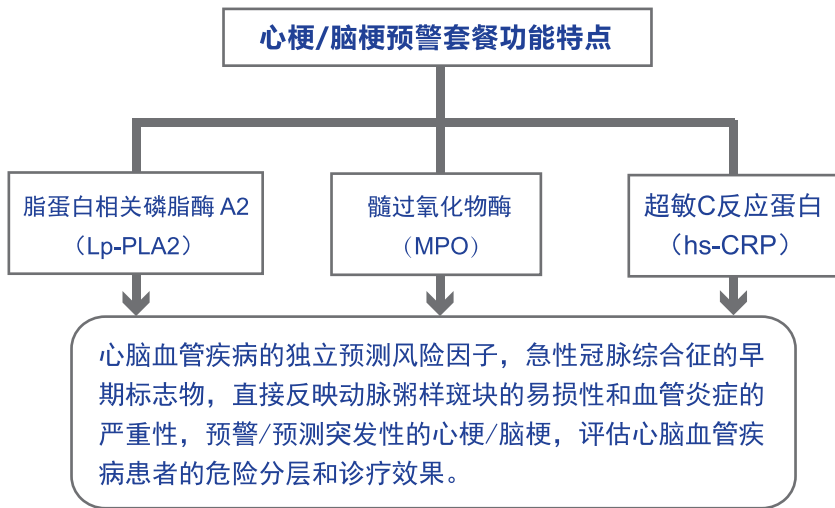 心梗/脑梗预警套餐功能特点
脂蛋白相关磷脂酶 A2
（Lp-PLA2）
髓过氧化物酶
（MPO）
超敏C反应蛋白
（hs-CRP）
心脑血管疾病的独立预测风险因子，急性冠脉综合征的早
期标志物，直接反映动脉粥样斑块的易损性和血管炎症的
严重性，预警/预测突发性的心梗/脑梗，评估心脑血管疾
病患者的危险分层和诊疗效果。